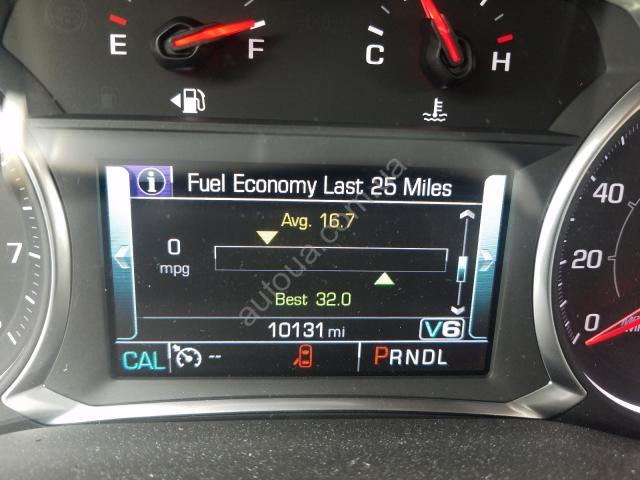 E F C H
Fuel Economy Last 25 Miles
Avg. 16.7
0
mpg
Best 32.0
10131 mi
V6
CAL -- PRNDL
7
40
20
0
autoua.com.ua